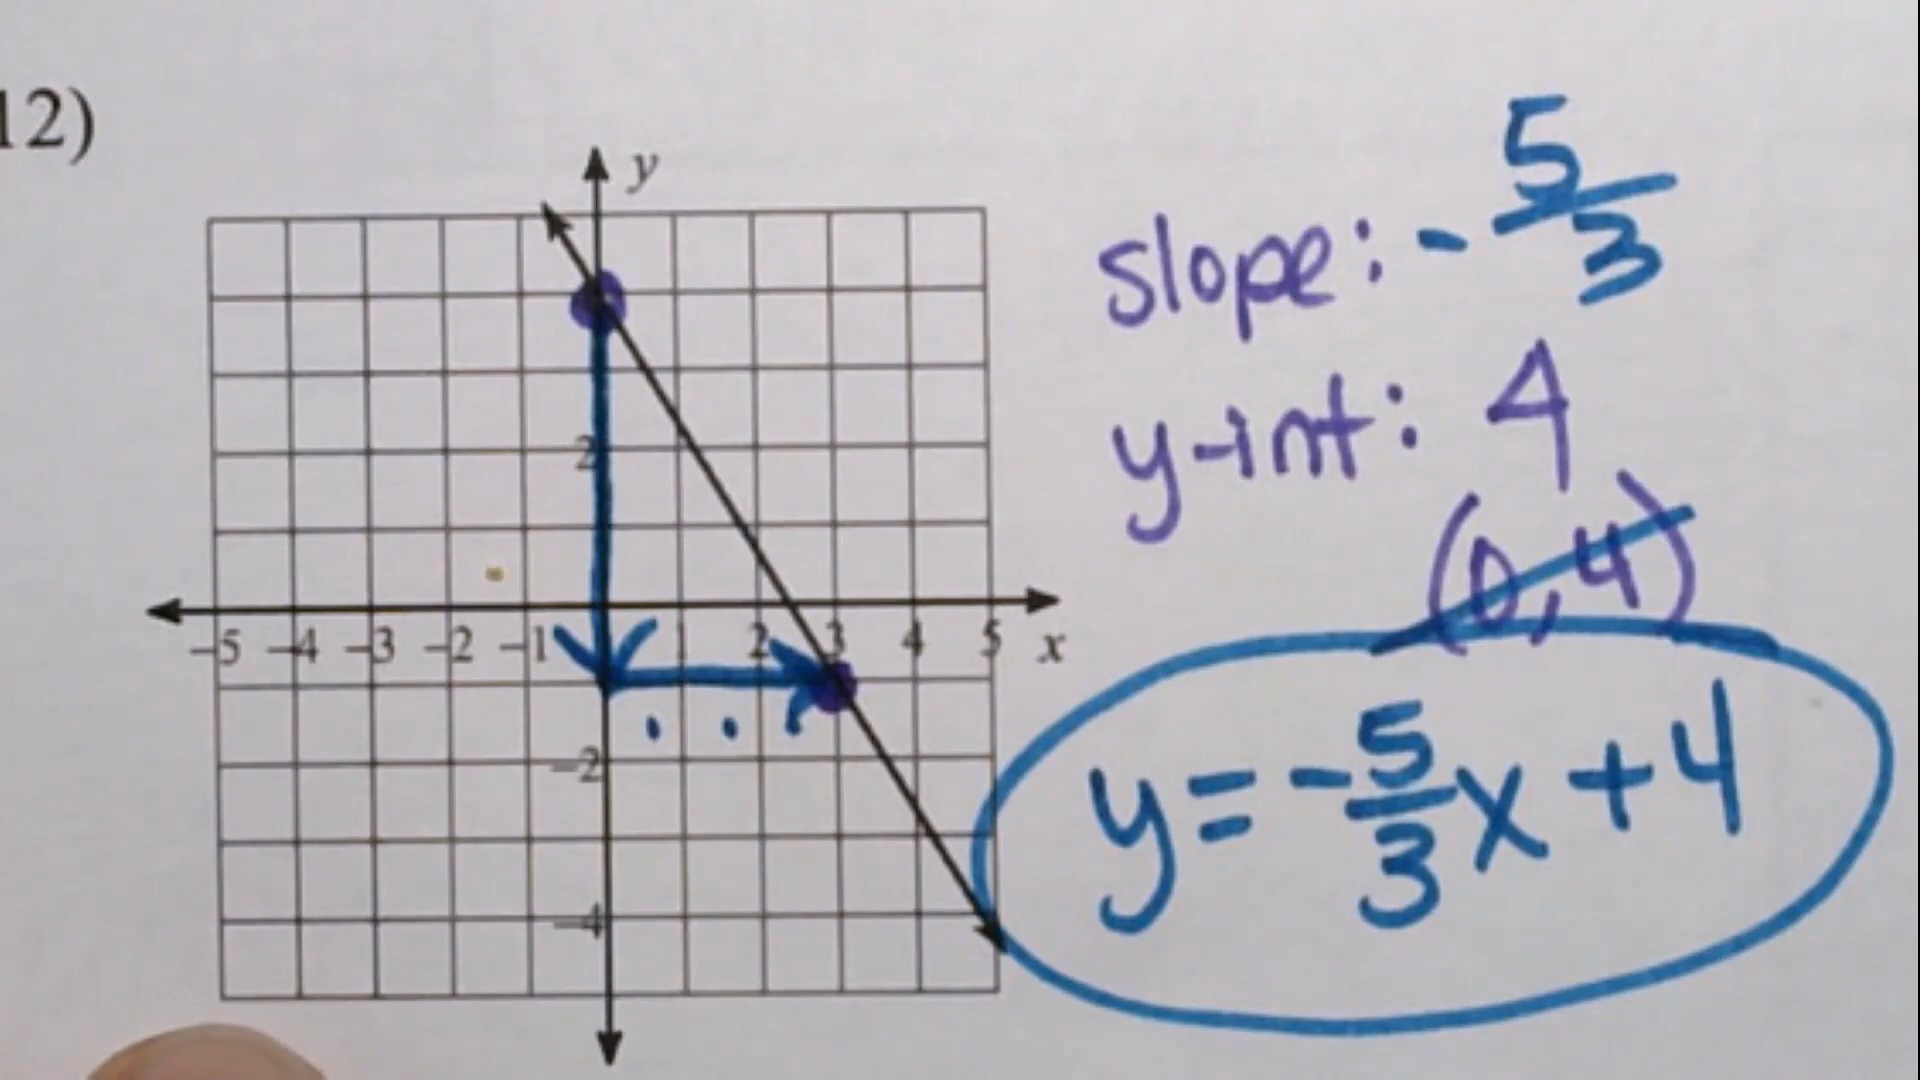 12)
y
slope: - 5/3
y-int: 4
(0,4)
2
-5 -4 -3 -2 -1 1 2 3 4 5 x
-2
-4
y = -5/3 x + 4